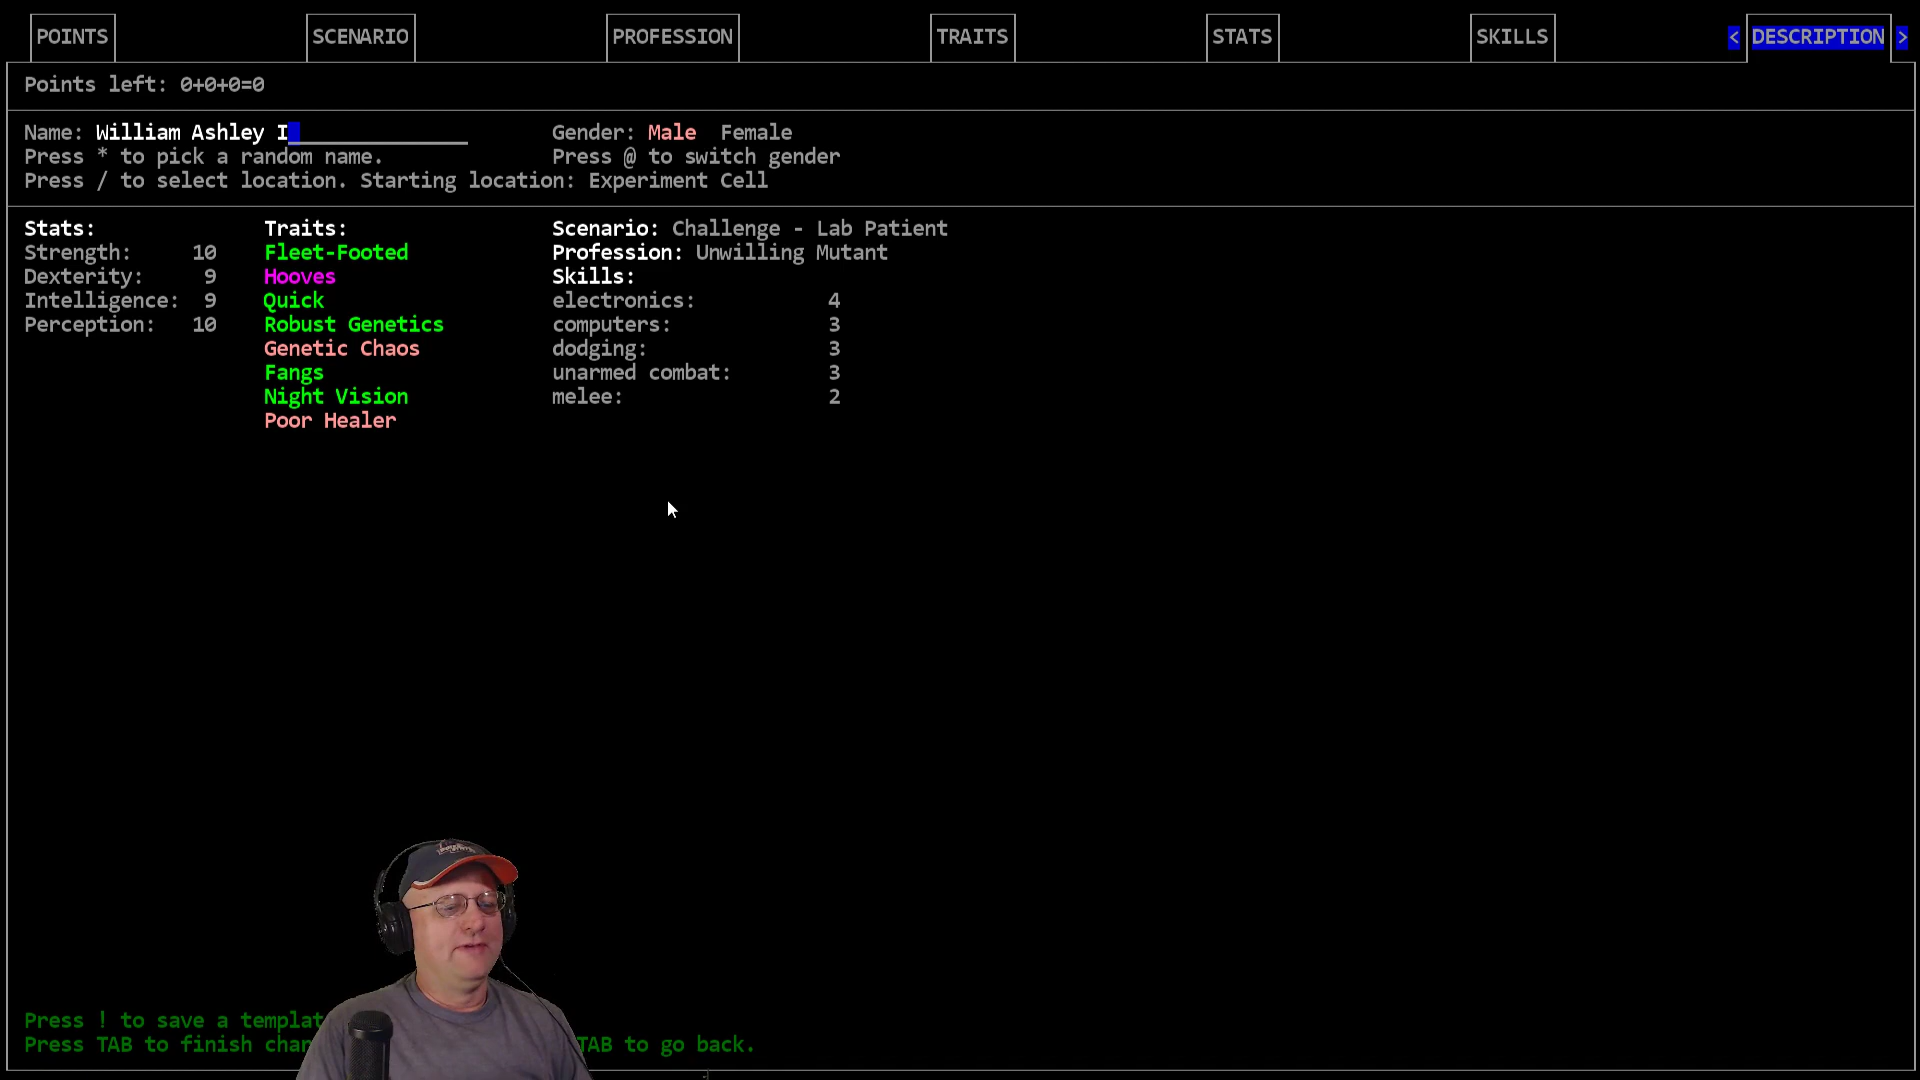 POINTS SCENARIO PROFESSION TRAITS STATS SKILLS < DESCRIPTION >
Points left: 0+0+0=0
Name: William Ashley I Gender: Male Female
Press * to pick a random name. Press @ to switch gender
Press / to select location. Starting location: Experiment Cell
Stats: Traits: Scenario: Challenge - Lab Patient
Strength: 10 Fleet-Footed Profession: Unwilling Mutant
Dexterity: 9 Hooves Skills:
Intelligence: 9 Quick electronics: 4
Perception: 10 Robust Genetics computers: 3
Genetic Chaos dodging: 3
Fangs unarmed combat: 3
Night Vision melee: 2
Poor Healer
Press ! to save a templat
Press TAB to finish char TAB to go back.